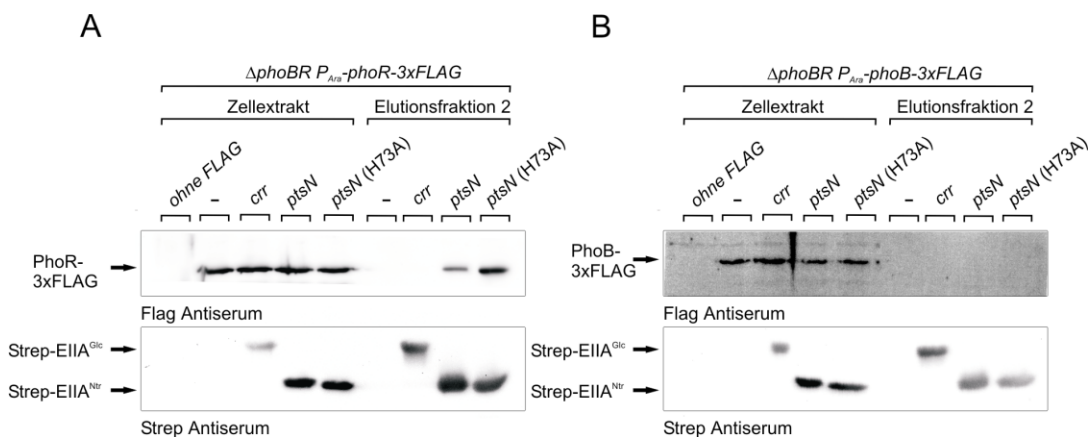 A
ΔphoBR P_Ara-phoR-3xFLAG
Zellextrakt Elutionsfraktion 2
ohne FLAG – crr ptsN ptsN (H73A) – crr ptsN ptsN (H73A)
PhoR-
3xFLAG
Flag Antiserum
Strep-EIIA^Glc
Strep-EIIA^Ntr
Strep Antiserum
B
ΔphoBR P_Ara-phoB-3xFLAG
Zellextrakt Elutionsfraktion 2
ohne FLAG – crr ptsN ptsN (H73A) – crr ptsN ptsN (H73A)
PhoB-
3xFLAG
Flag Antiserum
Strep-EIIA^Glc
Strep-EIIA^Ntr
Strep Antiserum